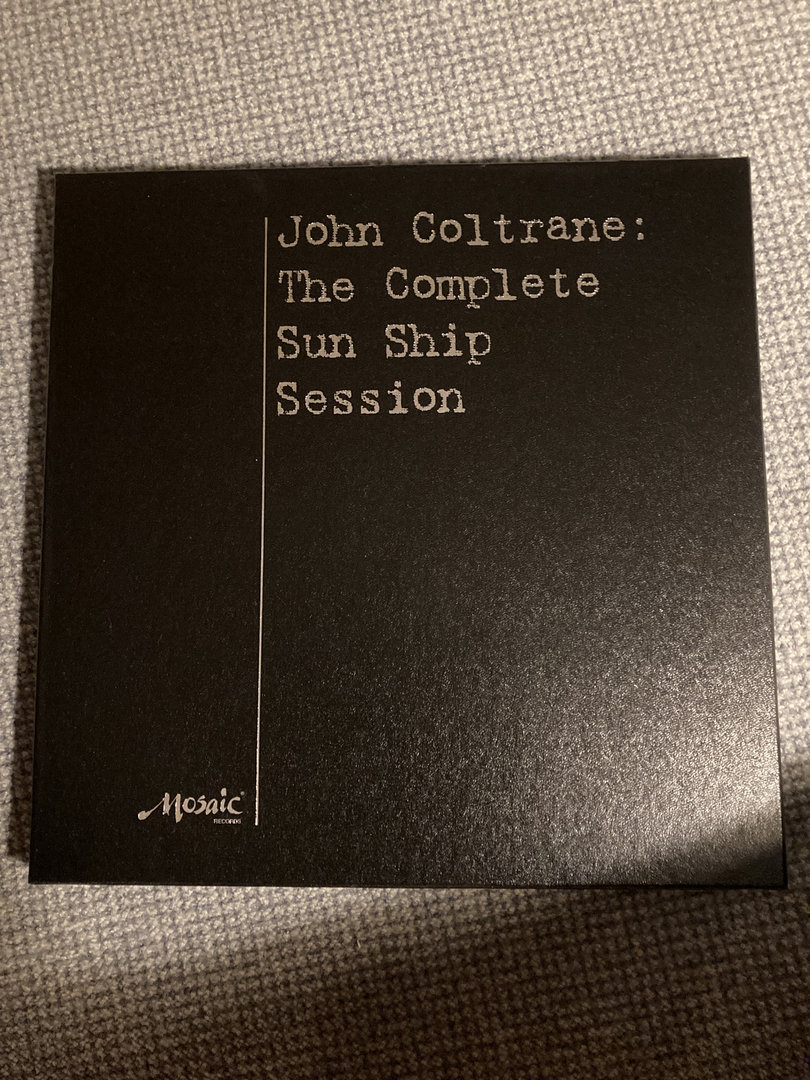 John Coltrane:
The Complete
Sun Ship
Session
Mosaic®
RECORDS